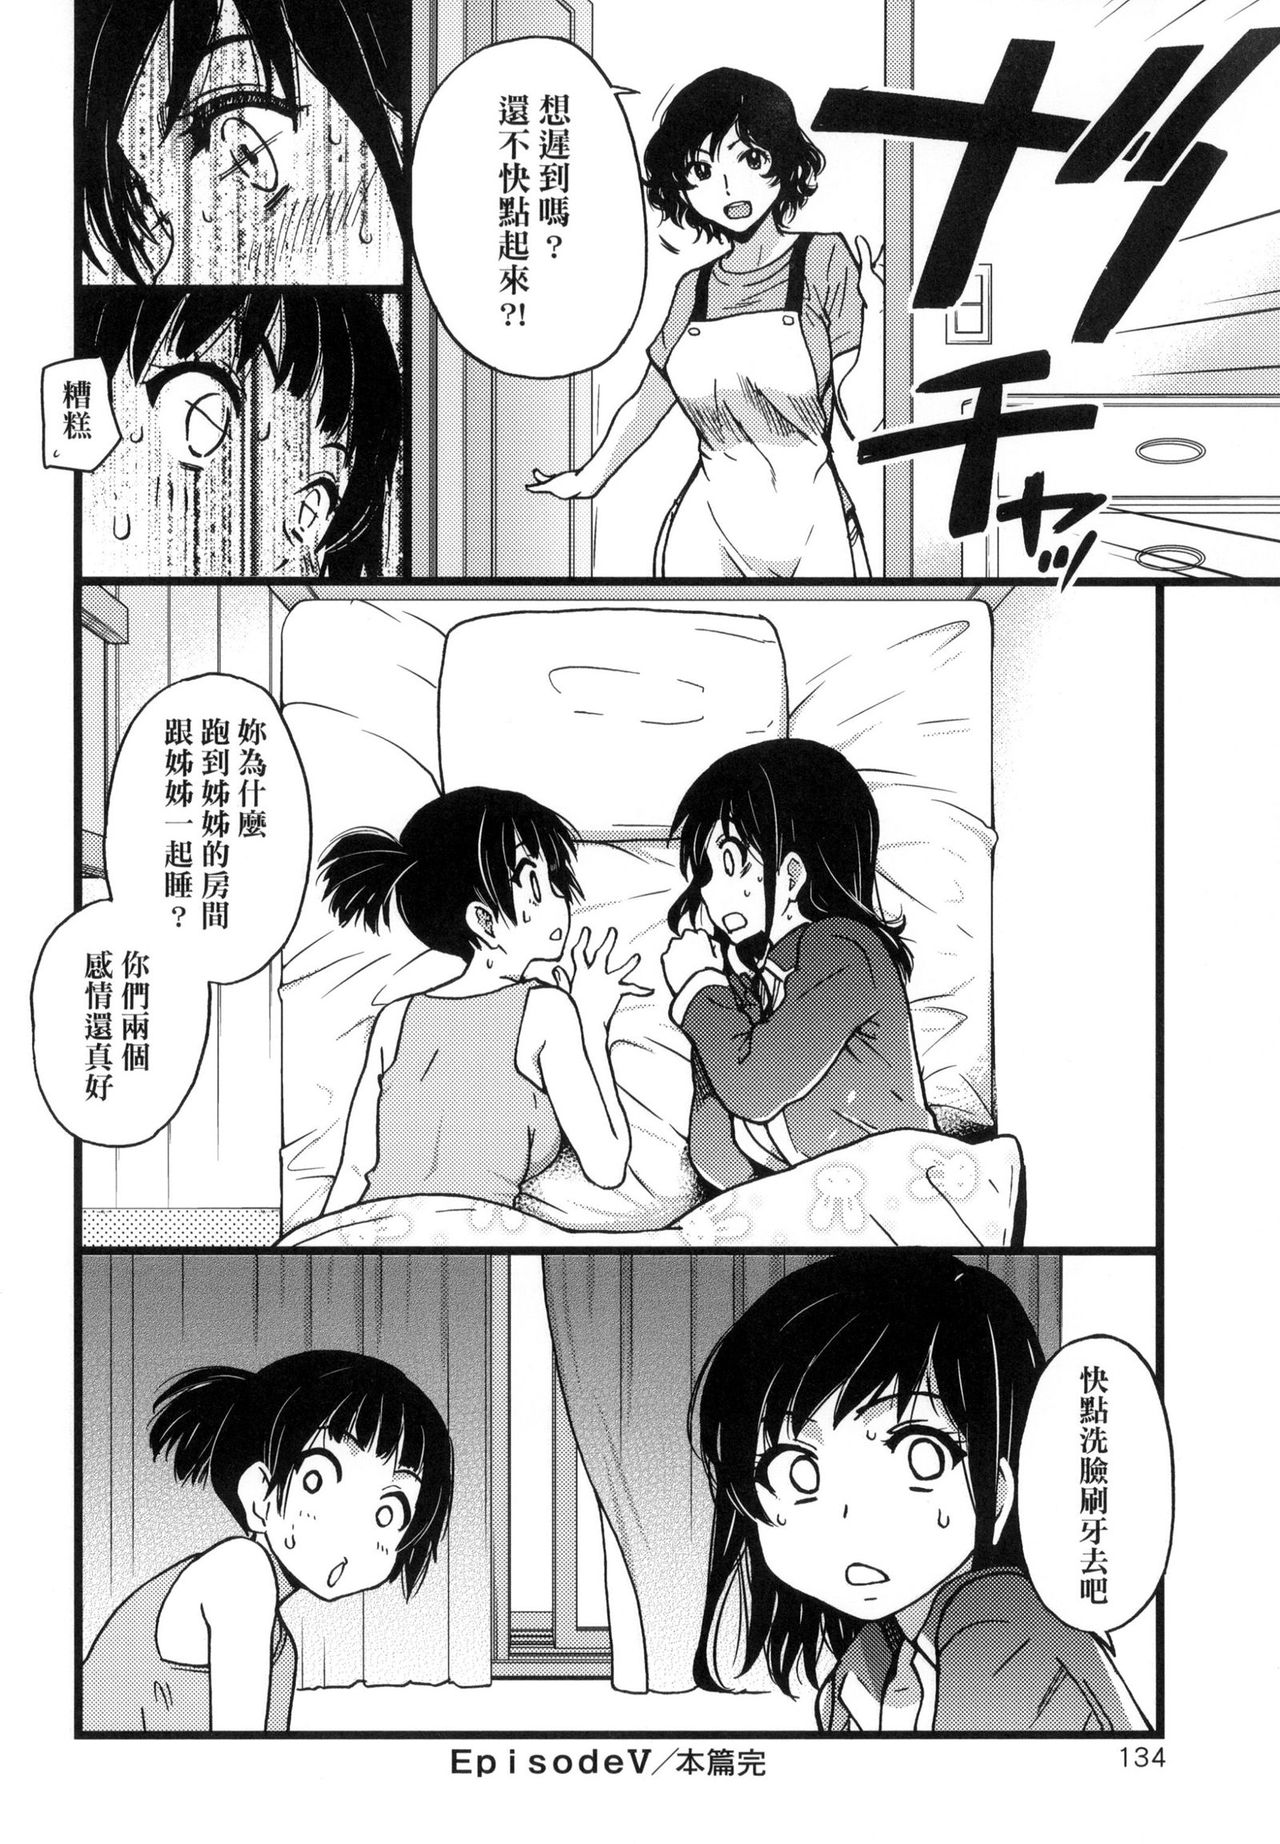 ガ
チャッ
想遲到嗎？
還不快點起來?!
糟糕
妳為什麼
跑到姊姊的房間
跟姊姊一起睡？
你們兩個
感情還真好
快點洗臉刷牙去吧
EpisodeⅤ／本篇完
134